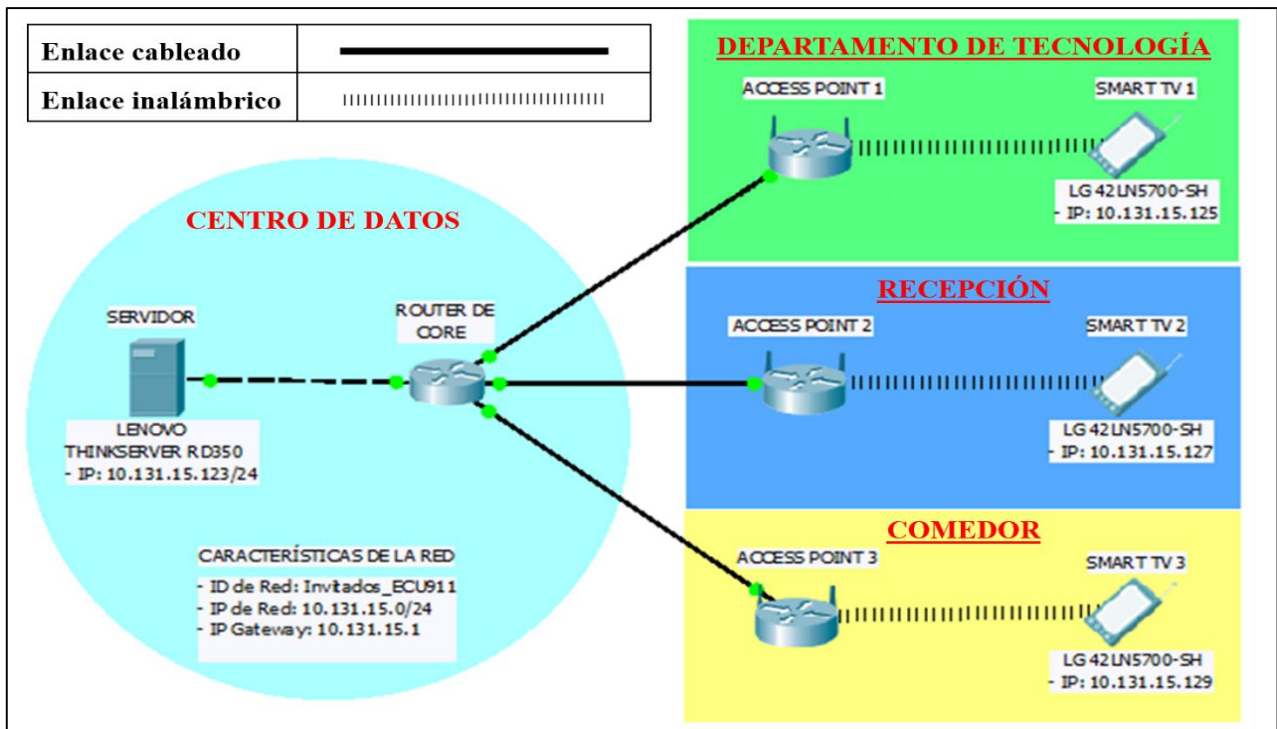 Enlace cableado
Enlace inalámbrico
CENTRO DE DATOS
SERVIDOR
LENOVO
THINKSERVER RD350
- IP: 10.131.15.123/24
ROUTER DE
CORE
CARACTERÍSTICAS DE LA RED
- ID de Red: Invitados_ECU911
- IP de Red: 10.131.15.0/24
- IP Gateway: 10.131.15.1
DEPARTAMENTO DE TECNOLOGÍA
ACCESS POINT 1
SMART TV 1
LG 42LN5700-SH
- IP: 10.131.15.125
RECEPCIÓN
ACCESS POINT 2
SMART TV 2
LG 42LN5700-SH
- IP: 10.131.15.127
COMEDOR
ACCESS POINT 3
SMART TV 3
LG 42LN5700-SH
- IP: 10.131.15.129